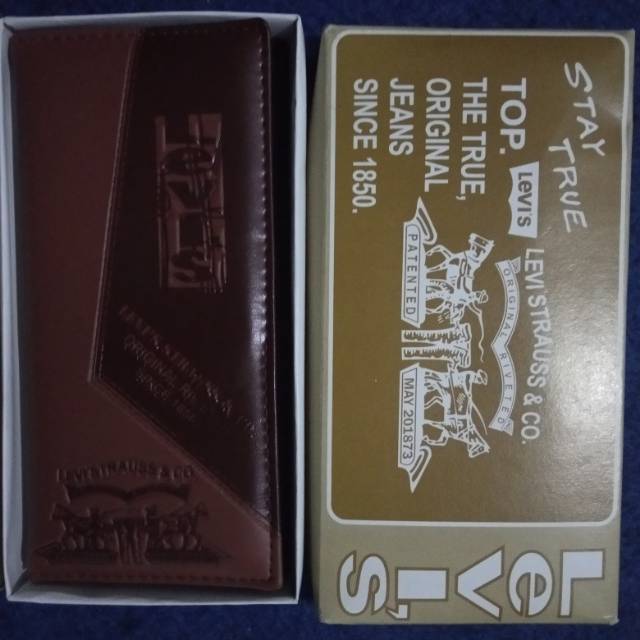 STAY TRUE
TOP.
THE TRUE,
ORIGINAL
JEANS
SINCE 1850.
LEVI'S
LEVI STRAUSS & CO.
ORIGINAL RIVETED
PATENTED
MAY 201873
Levi's
LEVI STRAUSS & CO.